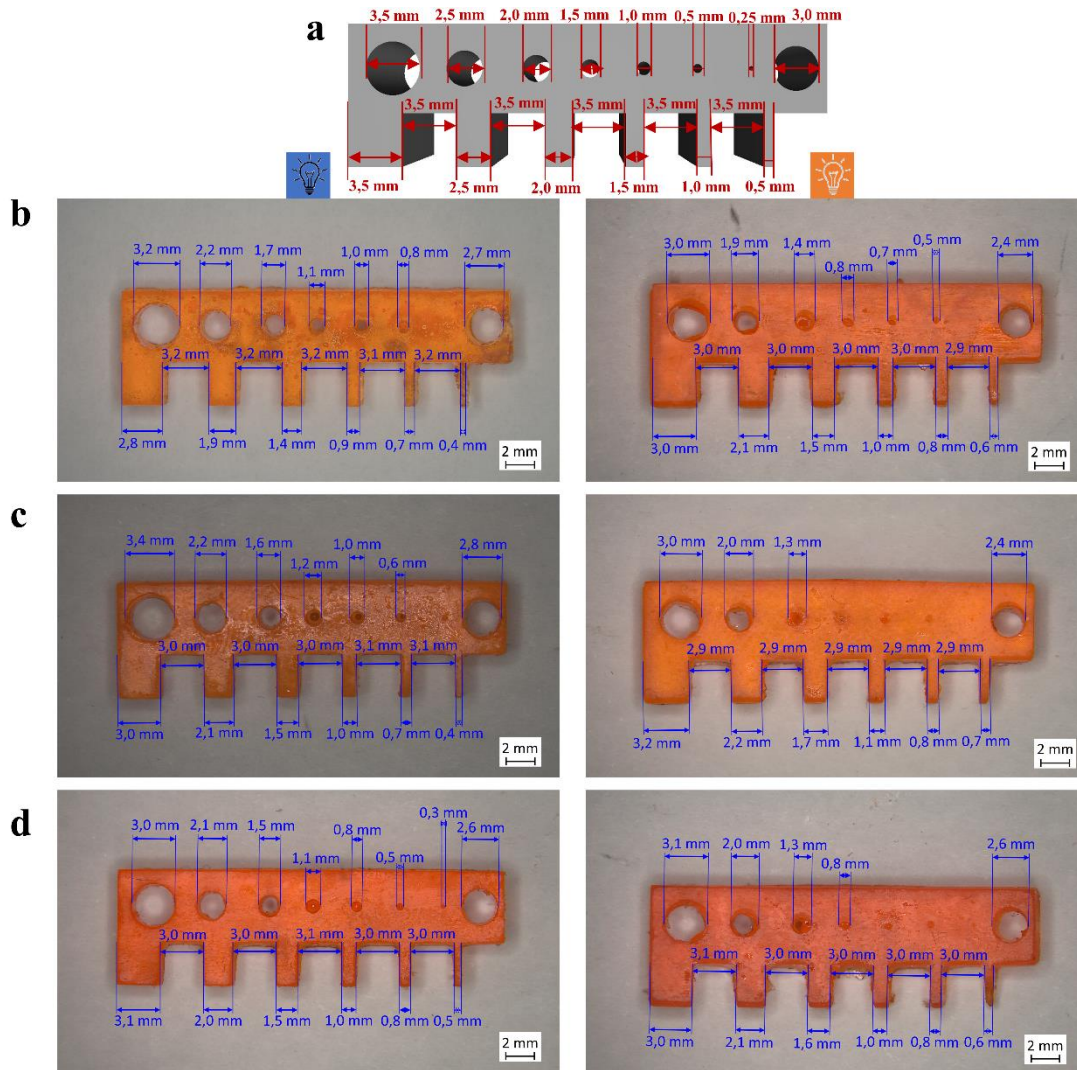 a
3,5 mm 2,5 mm 2,0 mm 1,5 mm 1,0 mm 0,5 mm 0,25 mm 3,0 mm
3,5 mm 3,5 mm 3,5 mm 3,5 mm 3,5 mm
3,5 mm 2,5 mm 2,0 mm 1,5 mm 1,0 mm 0,5 mm
b
3,2 mm 2,2 mm 1,7 mm 1,0 mm 0,8 mm 2,7 mm
1,1 mm
3,2 mm 3,2 mm 3,2 mm 3,1 mm 3,2 mm
2,8 mm 1,9 mm 1,4 mm 0,9 mm 0,7 mm 0,4 mm
2 mm
3,0 mm 1,9 mm 1,4 mm 0,7 mm 0,5 mm 2,4 mm
0,8 mm
3,0 mm 3,0 mm 3,0 mm 3,0 mm 2,9 mm
3,0 mm 2,1 mm 1,5 mm 1,0 mm 0,8 mm 0,6 mm
2 mm
c
3,4 mm 2,2 mm 1,6 mm 1,0 mm 2,8 mm
1,2 mm 0,6 mm
3,0 mm 3,0 mm 3,0 mm 3,1 mm 3,1 mm
3,0 mm 2,1 mm 1,5 mm 1,0 mm 0,7 mm 0,4 mm
2 mm
3,0 mm 2,0 mm 1,3 mm 2,4 mm
2,9 mm 2,9 mm 2,9 mm 2,9 mm 2,9 mm
3,2 mm 2,2 mm 1,7 mm 1,1 mm 0,8 mm 0,7 mm
2 mm
d
3,0 mm 2,1 mm 1,5 mm 0,8 mm 0,3 mm 2,6 mm
1,1 mm 0,5 mm
3,0 mm 3,0 mm 3,1 mm 3,0 mm 3,0 mm
3,1 mm 2,0 mm 1,5 mm 1,0 mm 0,8 mm 0,5 mm
2 mm
3,1 mm 2,0 mm 1,3 mm 2,6 mm
0,8 mm
3,1 mm 3,0 mm 3,0 mm 3,0 mm 3,0 mm
3,0 mm 2,1 mm 1,6 mm 1,0 mm 0,8 mm 0,6 mm
2 mm